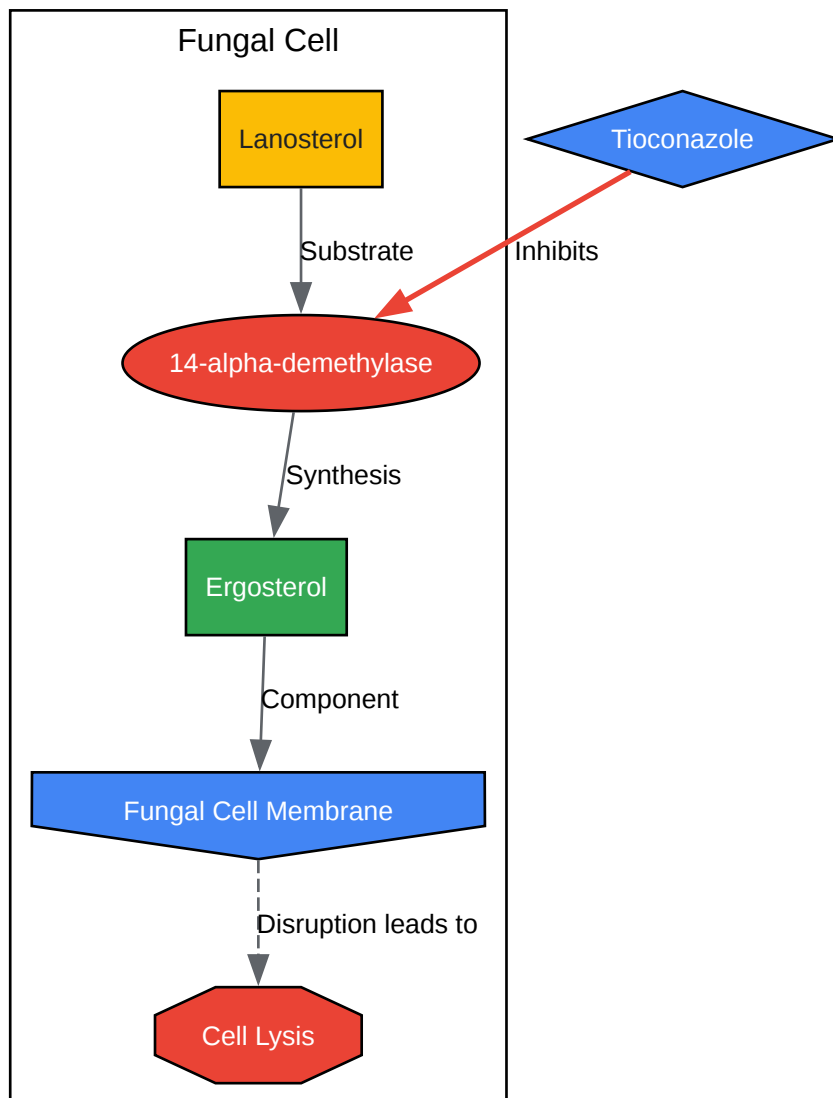 Fungal Cell
Lanosterol
Tioconazole
Substrate
Inhibits
14-alpha-demethylase
Synthesis
Ergosterol
Component
Fungal Cell Membrane
Disruption leads to
Cell Lysis